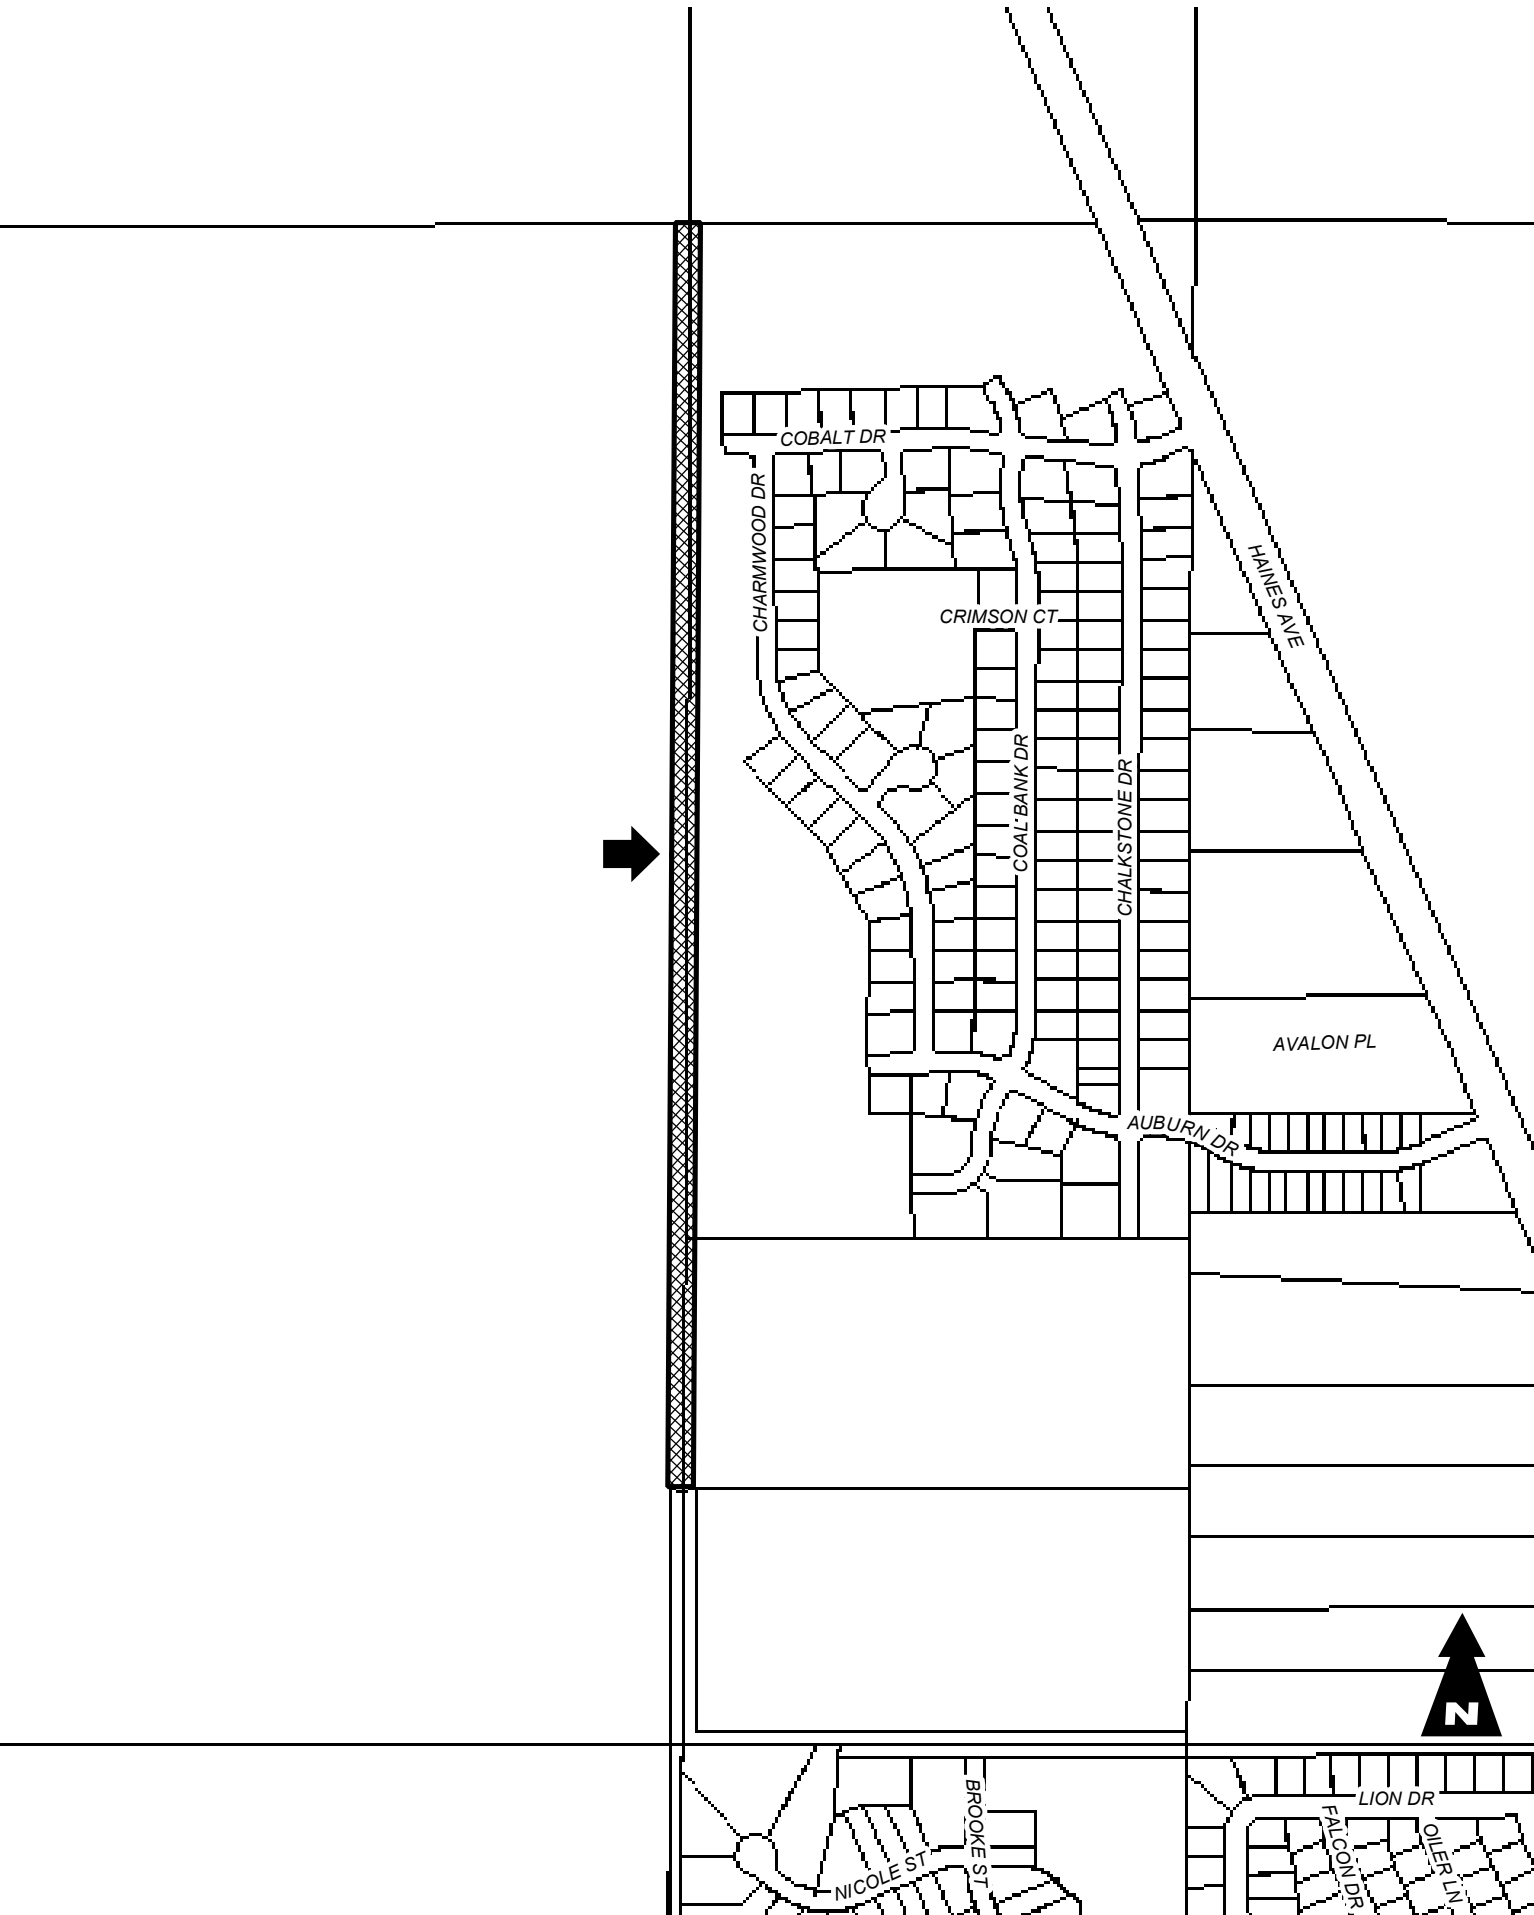 COBALT DR
CHARMWOOD DR
HAINES AVE
CRIMSON CT
COAL BANK DR
CHALKSTONE DR
AVALON PL
AUBURN DR
N
BROOKE ST
LION DR
FALCON DR
OILER LN
NICOLE ST